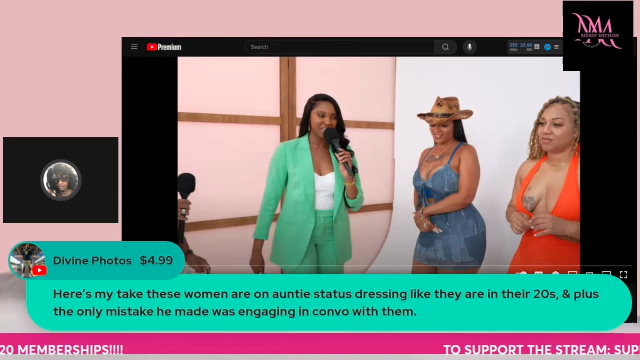 Premium
Search
Divine Photos $4.99
Here's my take these women are on auntie status dressing like they are in their 20s, & plus
the only mistake he made was engaging in convo with them.
20 MEMBERSHIPS!!!! TO SUPPORT THE STREAM: SUP